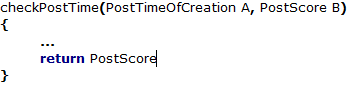 checkPostTime(PostTimeOfCreation A, PostScore B)
{
...
return PostScore
}